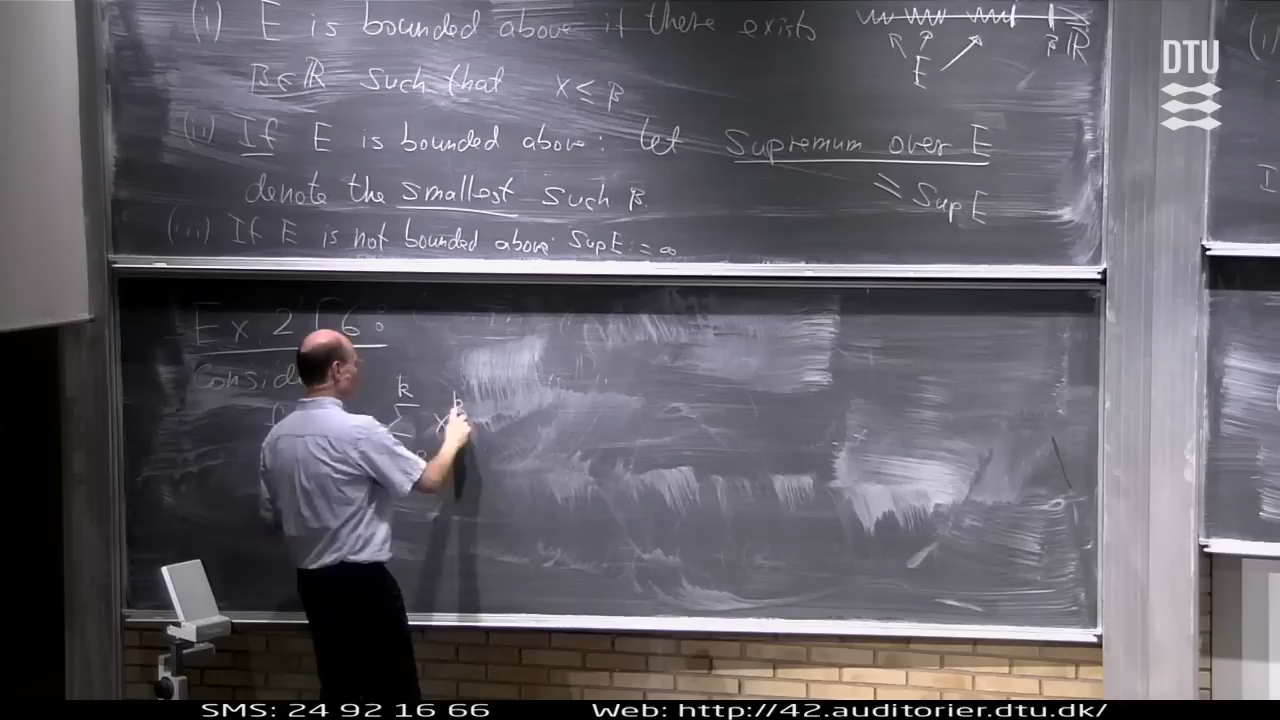 (i) E is bounded above if there exists
β∈ℝ such that x ≤ β
E
β ℝ
(ii) If E is bounded above: let Supremum over E
denote the smallest such β.
= Sup E
(iii) If E is not bounded above: Sup E := ∞
Ex 2
6:
Consid
k
Σ x
DTU
SMS: 24 92 16 66 Web: http://42.auditorier.dtu.dk/